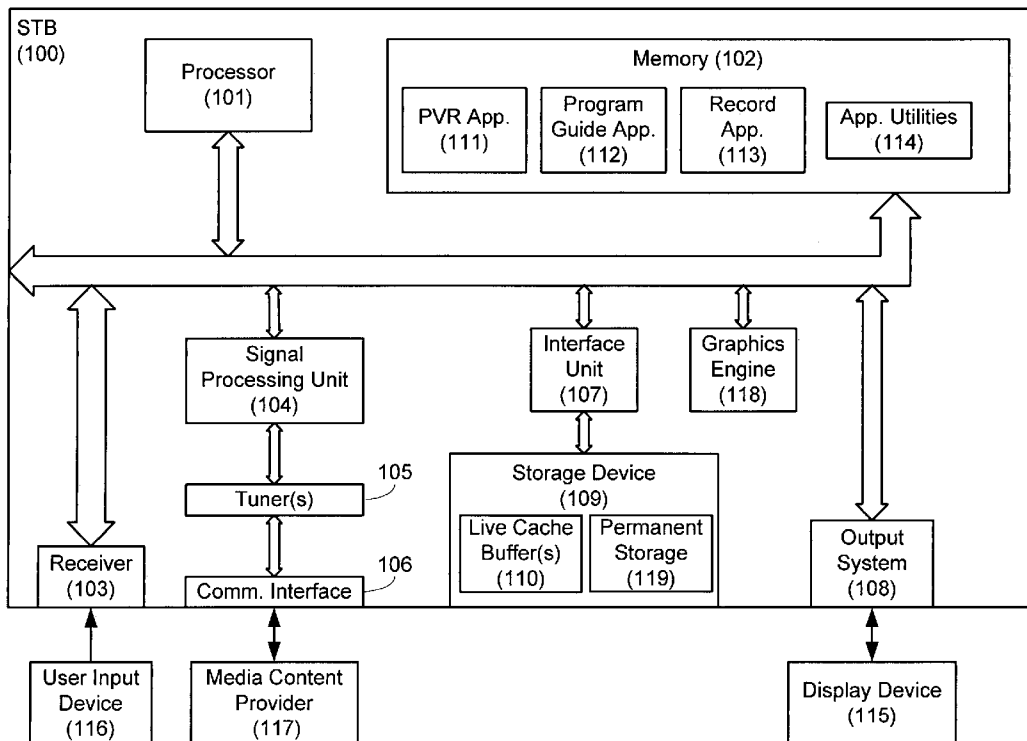 STB
(100)
Processor
(101)
Memory (102)
PVR App.
(111)
Program
Guide App.
(112)
Record
App.
(113)
App. Utilities
(114)
Signal
Processing Unit
(104)
Interface
Unit
(107)
Graphics
Engine
(118)
105
Tuner(s)
Storage Device
(109)
Live Cache
Buffer(s)
(110)
Permanent
Storage
(119)
Receiver
(103)
106
Comm. Interface
Output
System
(108)
User Input
Device
(116)
Media Content
Provider
(117)
Display Device
(115)